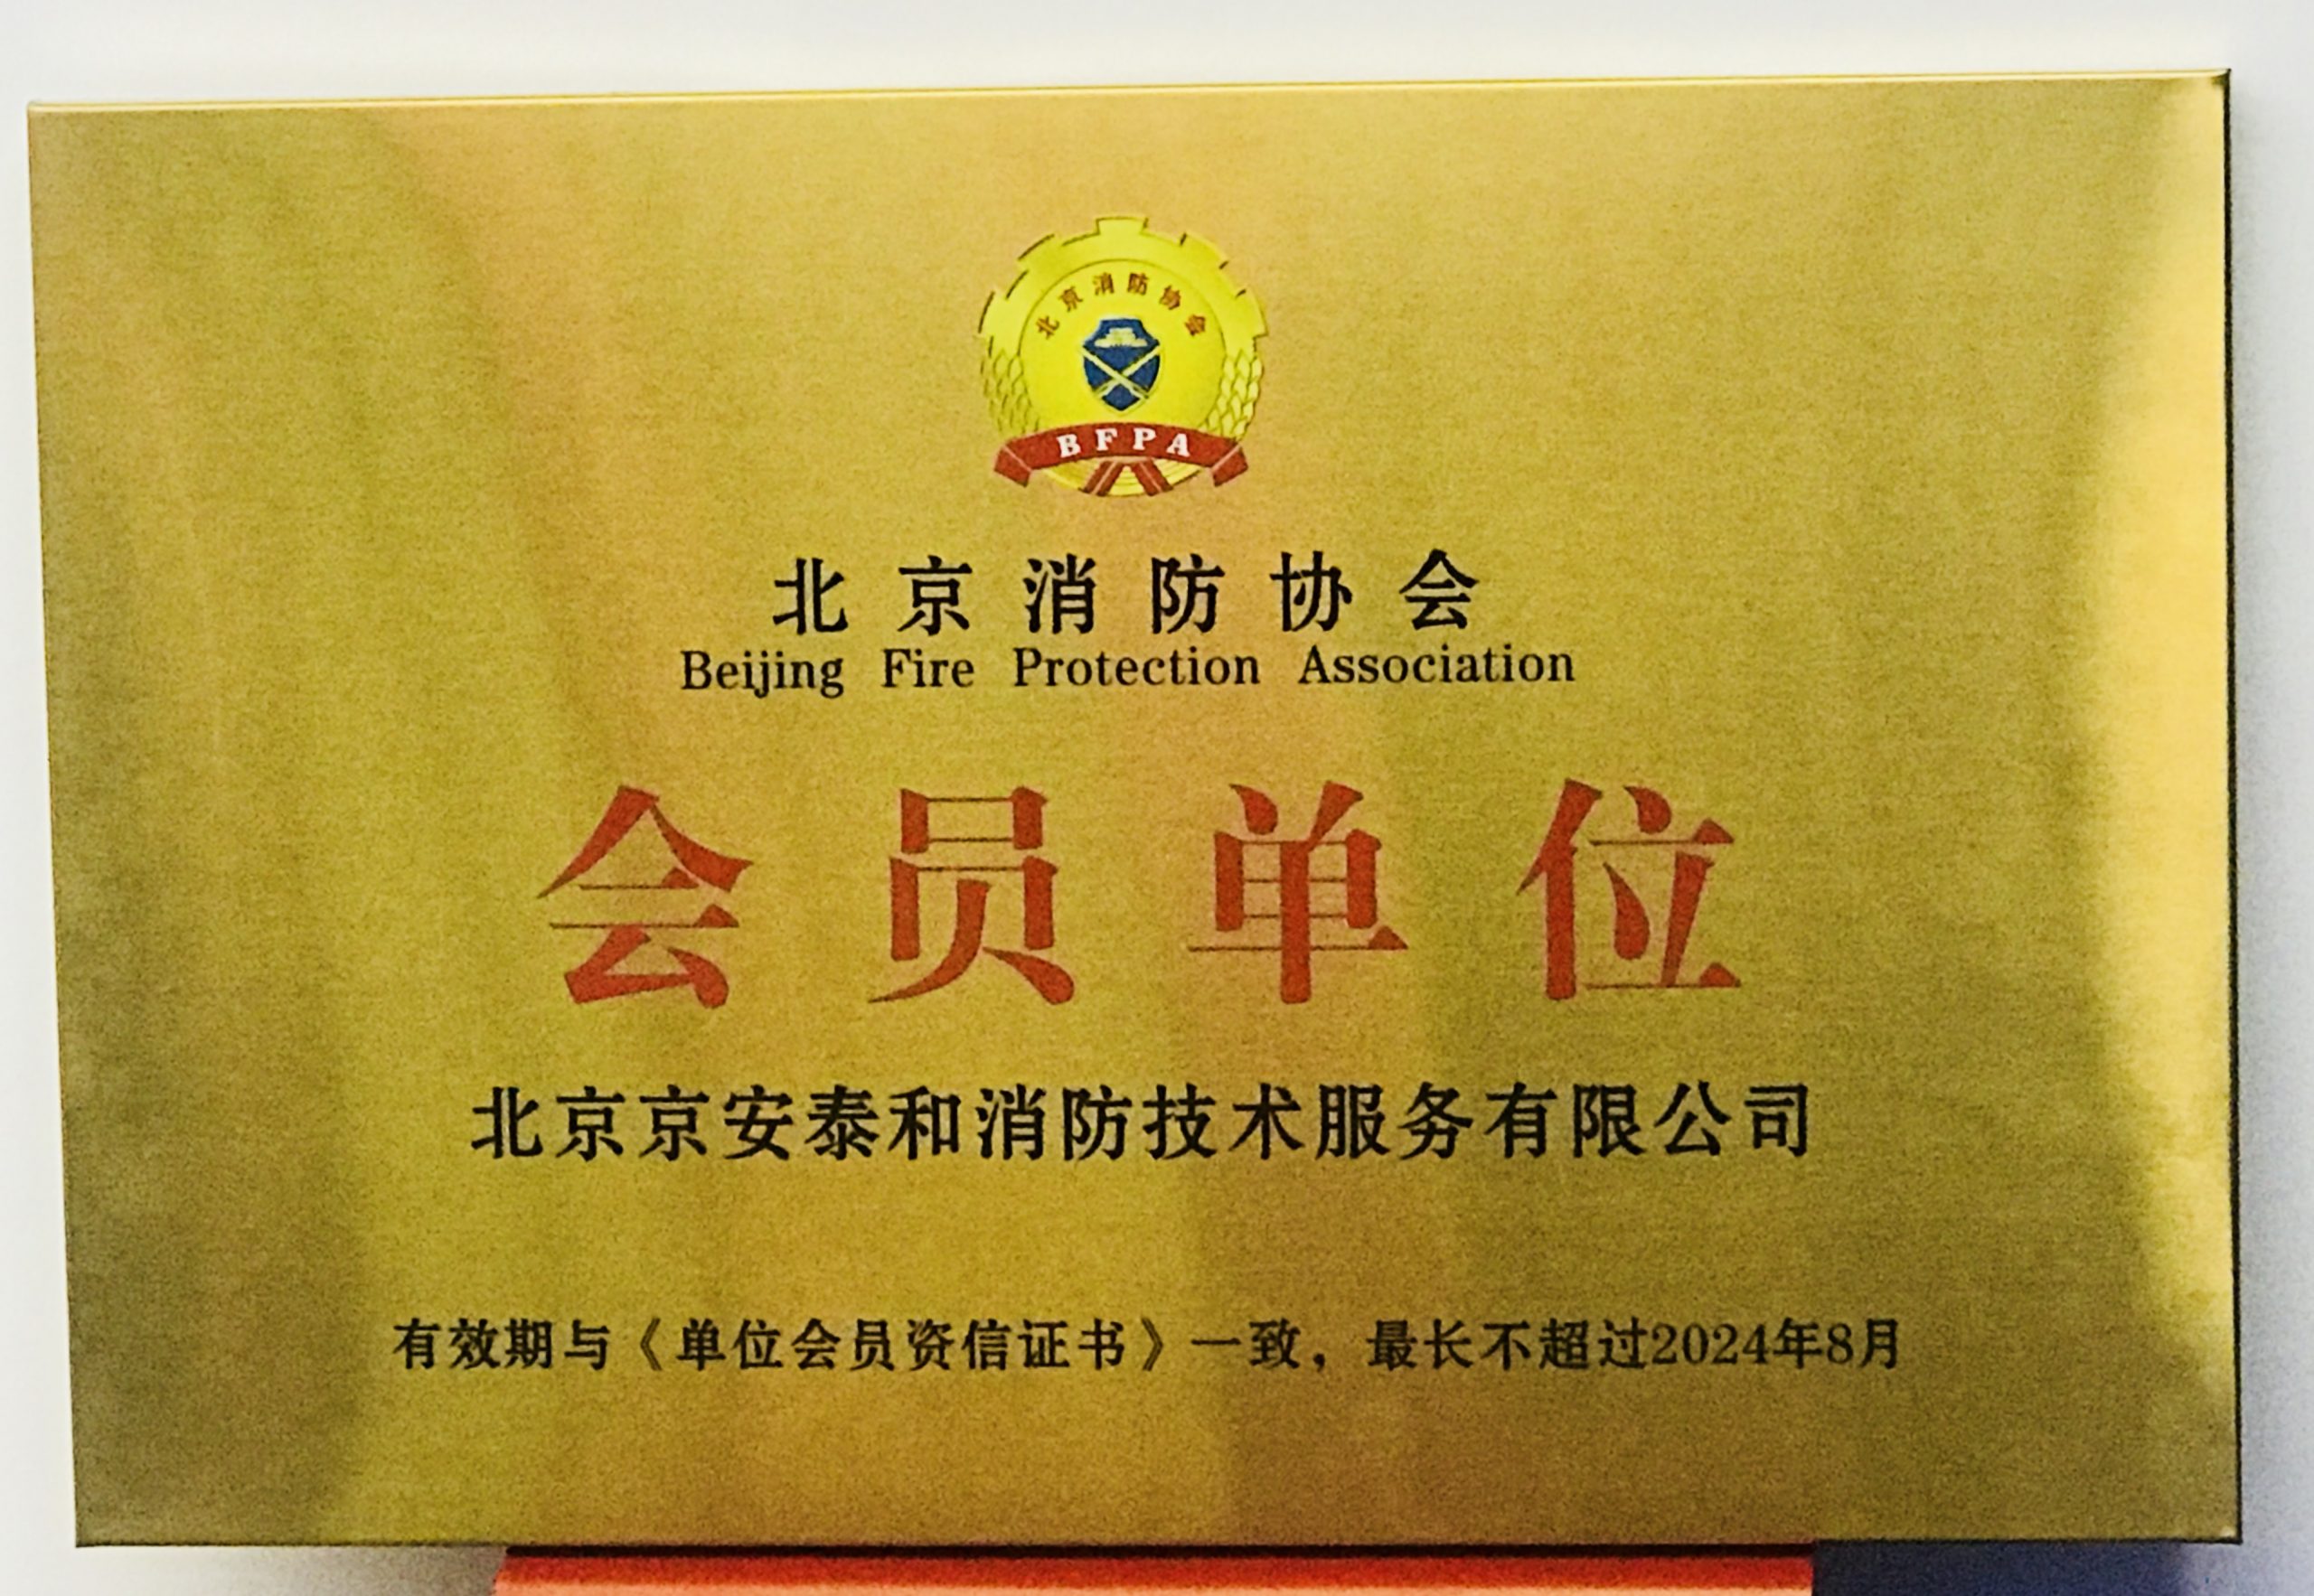 北京消防协会
BFPA
北京消防协会
Beijing Fire Protection Association
会员单位
北京京安泰和消防技术服务有限公司
有效期与《单位会员资信证书》一致，最长不超过2024年8月